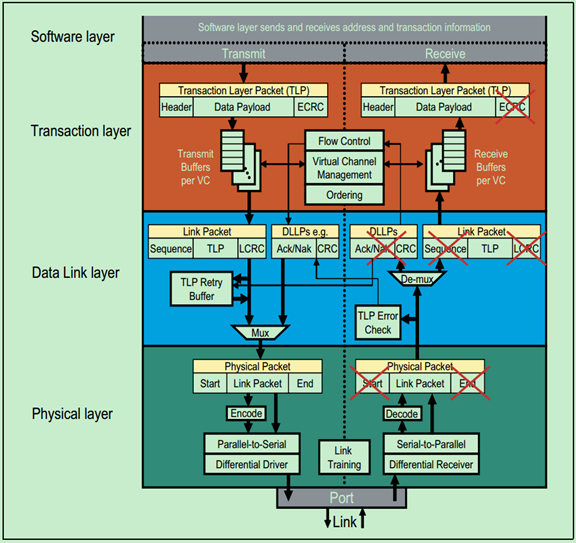 Software layer
Software layer sends and receives address and transaction information
Transmit
Receive
Transaction layer
Transaction Layer Packet (TLP)
Header Data Payload ECRC
Transaction Layer Packet (TLP)
Header Data Payload ECRC
Transmit
Buffers
per VC
Flow Control
Virtual Channel
Management
Ordering
Receive
Buffers
per VC
Data Link layer
Link Packet
Sequence TLP LCRC
DLLPs e.g.
Ack/Nak CRC
DLLPs
Ack/Nak CRC
Link Packet
Sequence TLP LCRC
TLP Retry
Buffer
De-mux
TLP Error
Check
Mux
Physical layer
Physical Packet
Start Link Packet End
Physical Packet
Start Link Packet End
Encode
Decode
Parallel-to-Serial
Differential Driver
Link
Training
Serial-to-Parallel
Differential Receiver
Port
Link